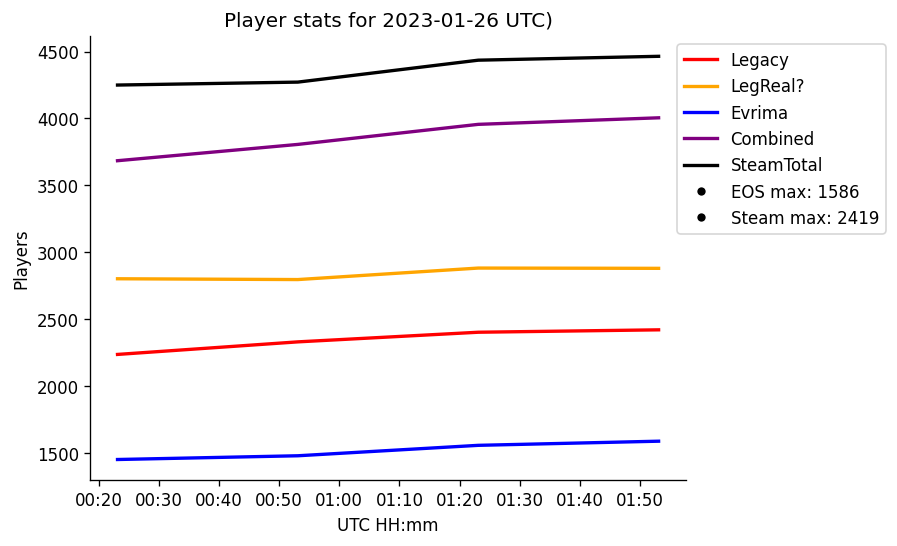 Player stats for 2023-01-26 UTC)
4500
4000
3500
3000
2500
2000
1500
Players
00:20 00:30 00:40 00:50 01:00 01:10 01:20 01:30 01:40 01:50
UTC HH:mm
Legacy
LegReal?
Evrima
Combined
SteamTotal
EOS max: 1586
Steam max: 2419